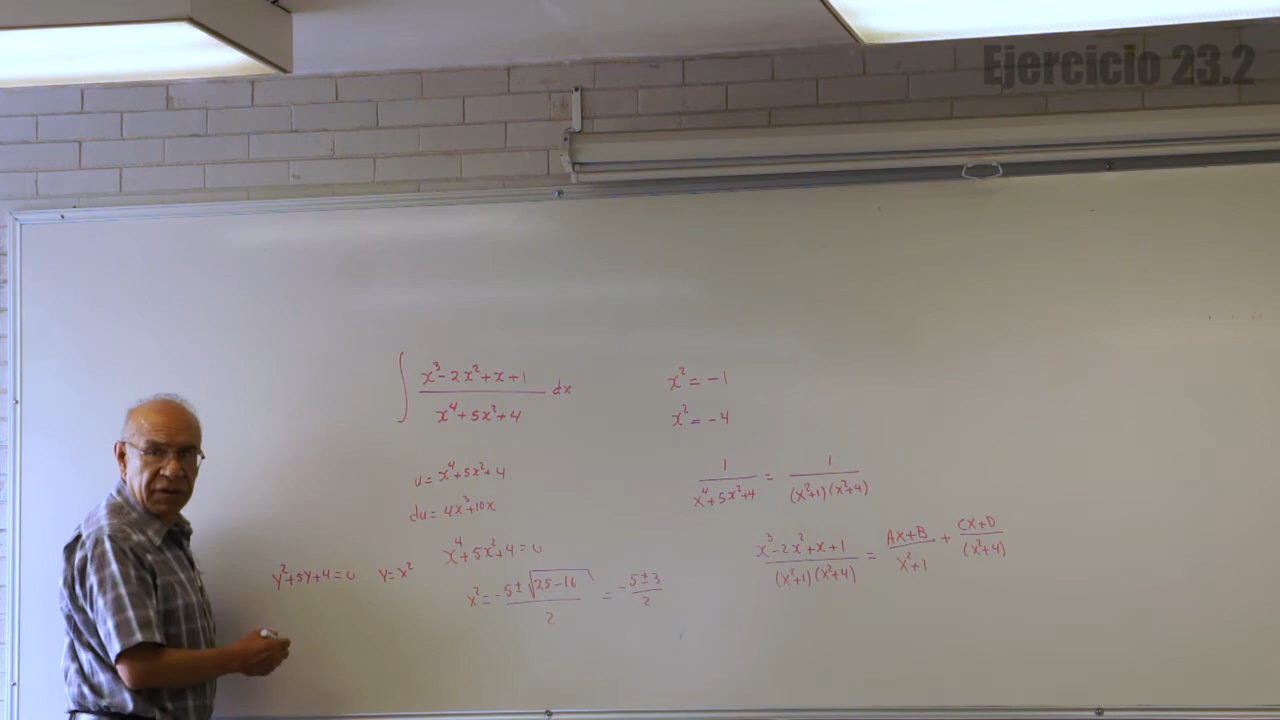 Ejercicio 23.2
∫ (x³ - 2x² + x + 1)/(x⁴ + 5x² + 4) dx
x² = -1
x² = -4
u = x⁴ + 5x² + 4
du = 4x³ + 10x
1/(x⁴ + 5x² + 4) = 1/((x² + 1)(x² + 4))
x⁴ + 5x² + 4 = 0
y² + 5y + 4 = 0 y = x²
x² = (-5 ± √(25 - 16))/2 = (-5 ± 3)/2
(x³ - 2x² + x + 1)/((x² + 1)(x² + 4)) = (Ax + B)/(x² + 1) + (Cx + D)/(x² + 4)